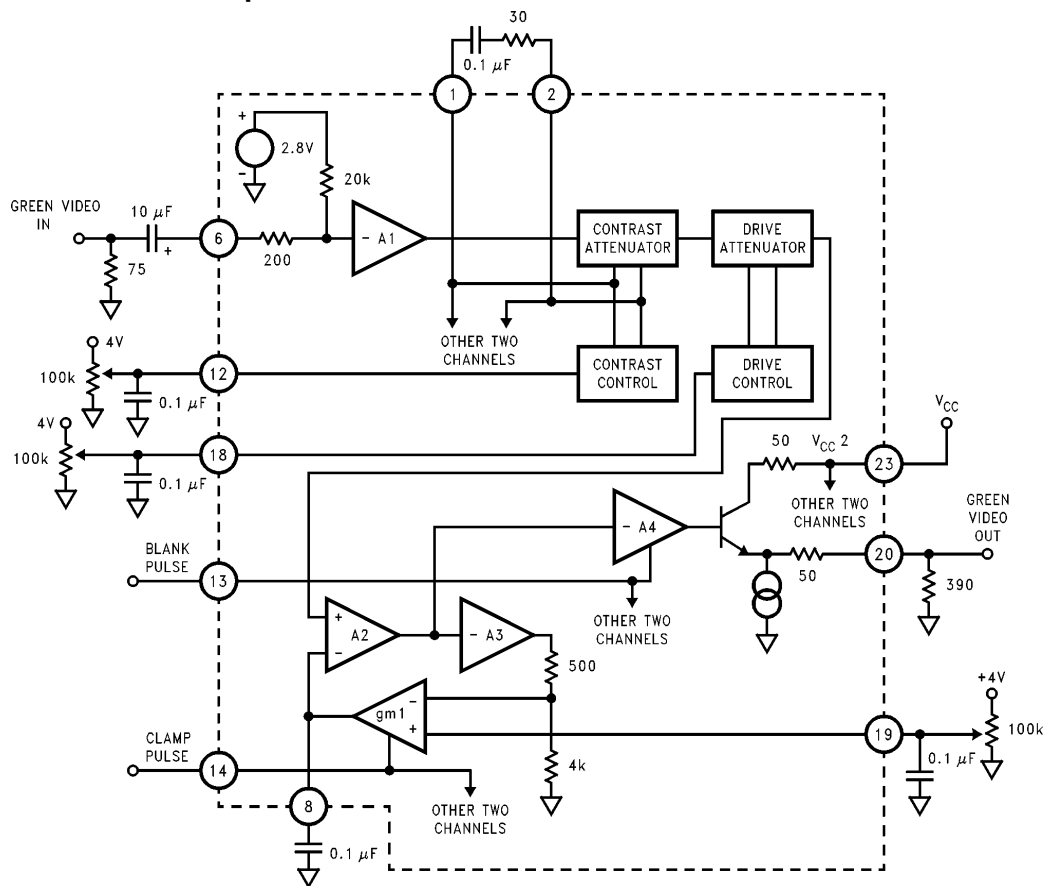 30
0.1 μF
1
2
+
2.8V
-
20k
GREEN VIDEO
IN
10 μF
+
6
200
- A1
75
CONTRAST
ATTENUATOR
DRIVE
ATTENUATOR
OTHER TWO
CHANNELS
CONTRAST
CONTROL
DRIVE
CONTROL
4V
100k
12
0.1 μF
4V
100k
18
0.1 μF
50
VCC 2
VCC
23
OTHER TWO
CHANNELS
GREEN
VIDEO
OUT
- A4
50
20
390
BLANK
PULSE
13
OTHER TWO
CHANNELS
+
A2
-
- A3
500
gm1
-
+
+4V
19
100k
0.1 μF
CLAMP
PULSE
14
4k
OTHER TWO
CHANNELS
8
0.1 μF